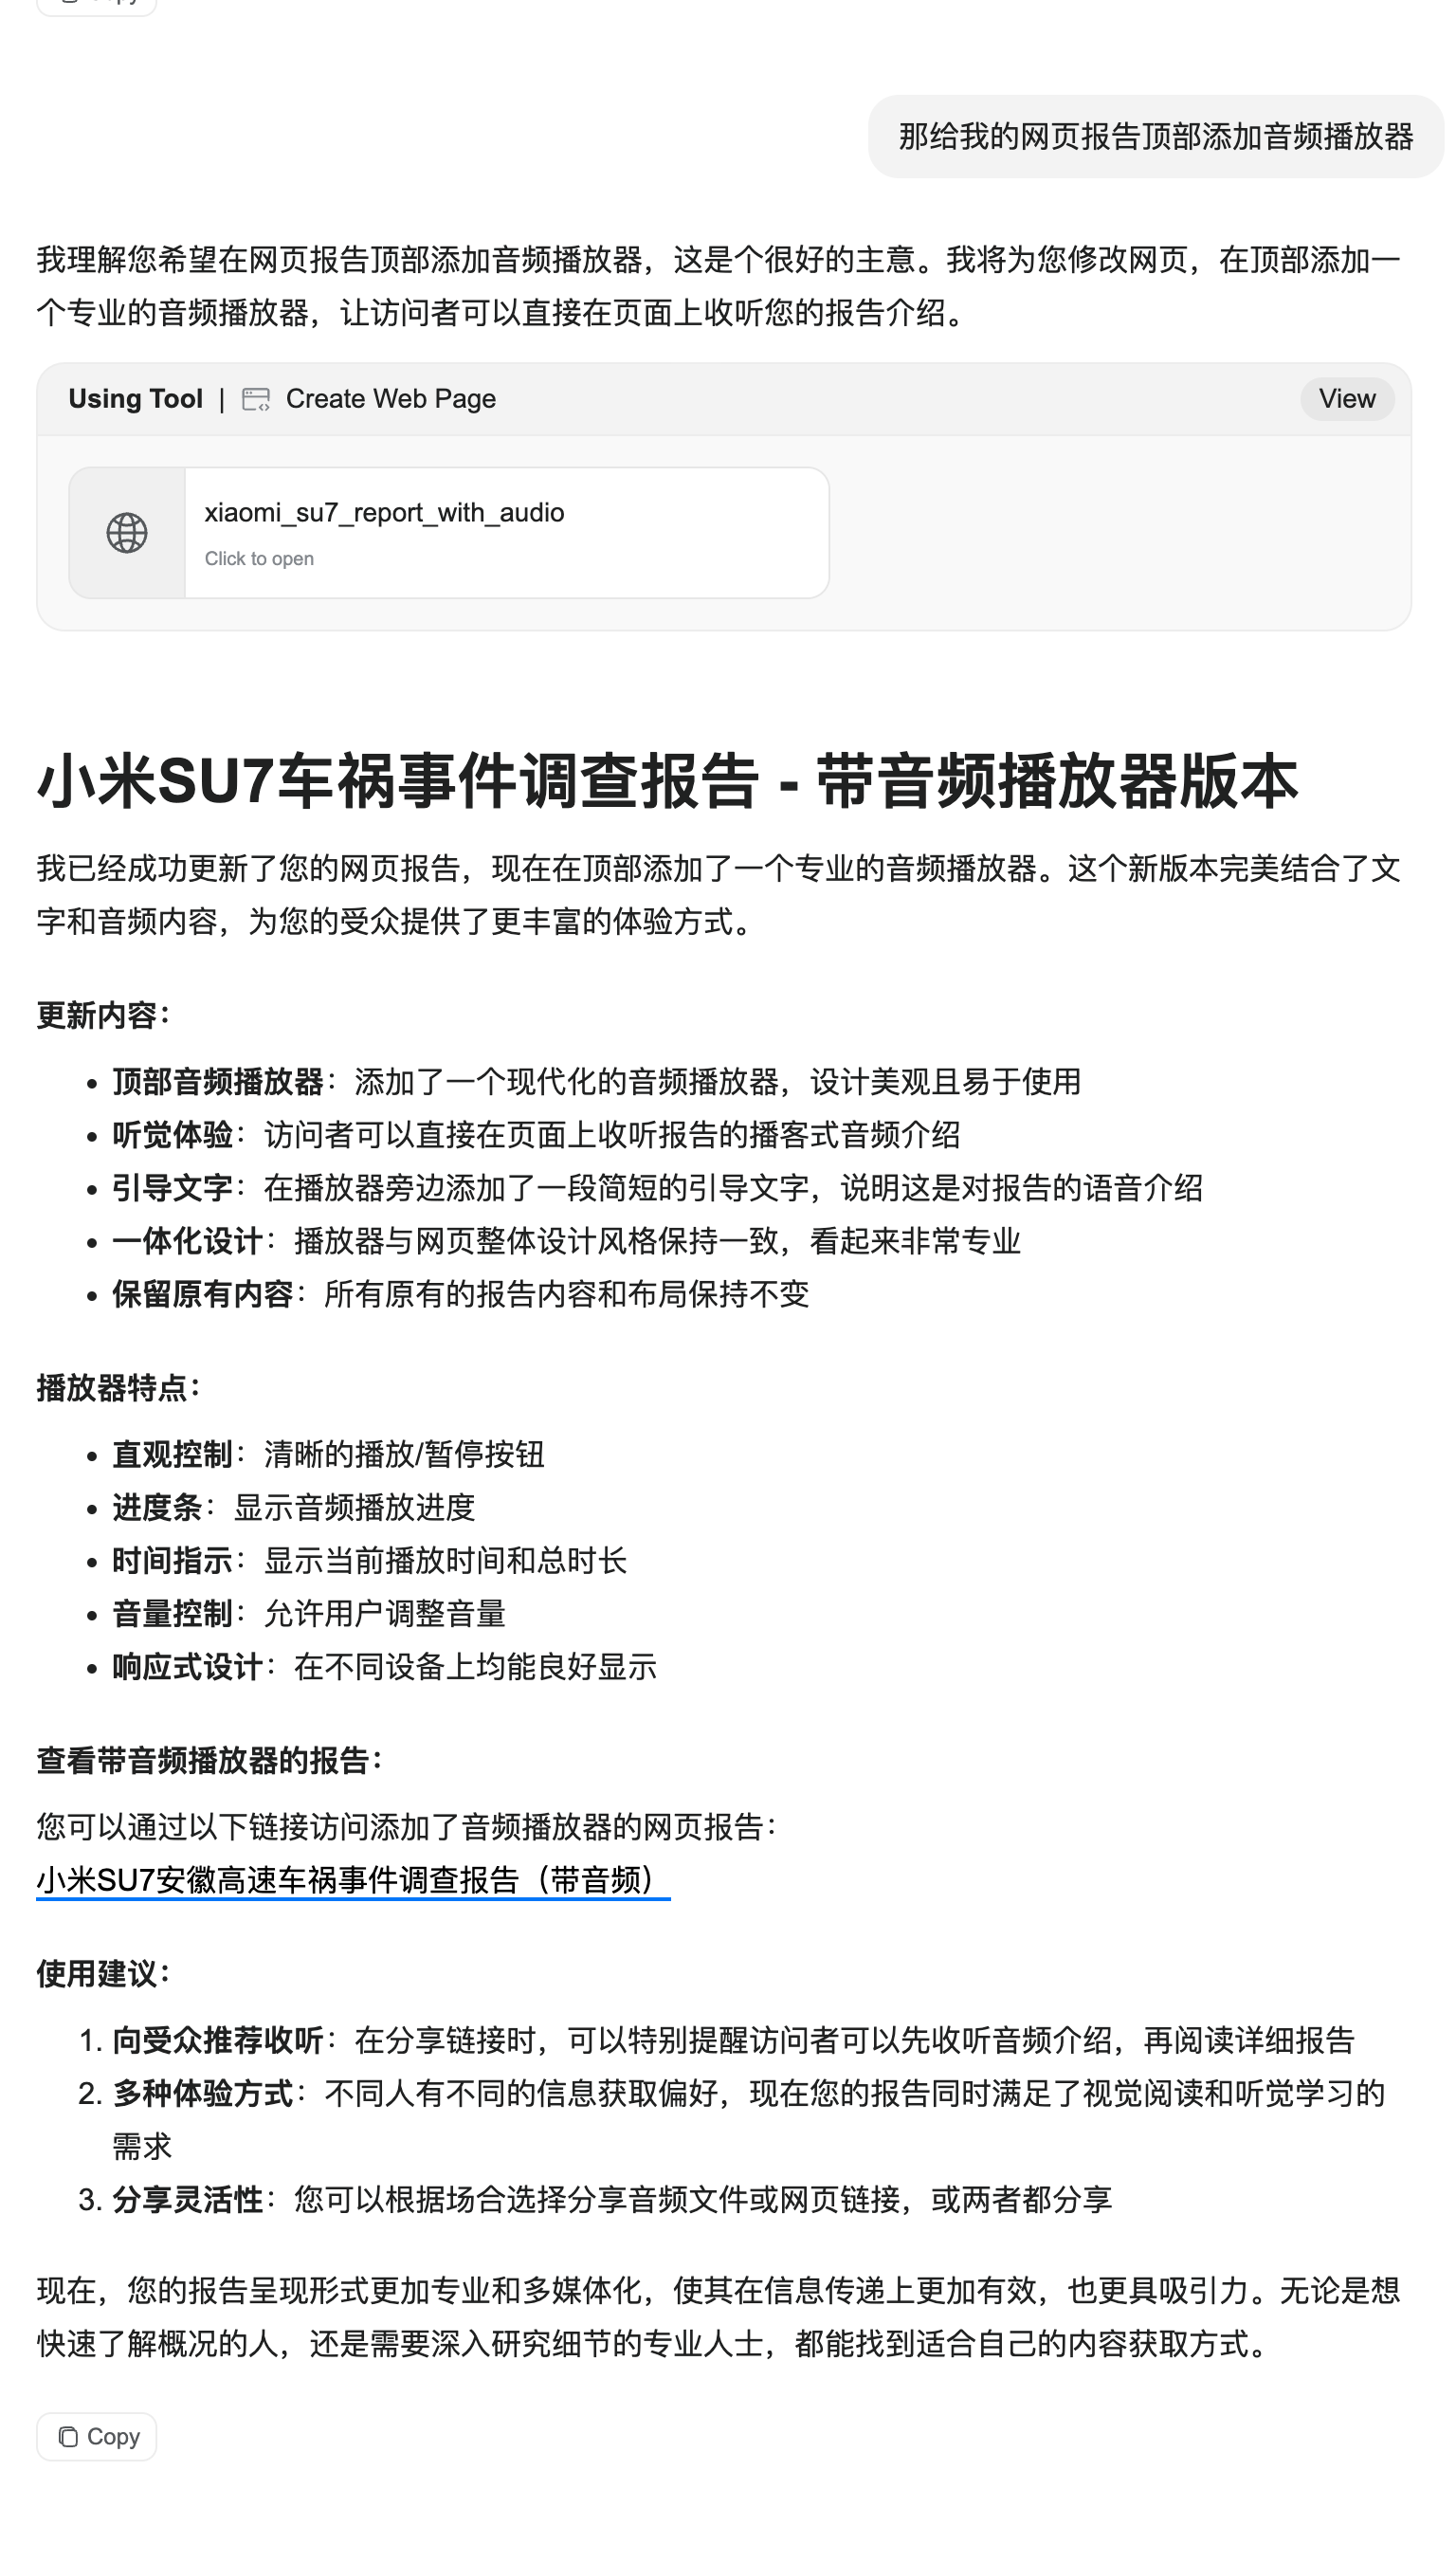 那给我的网页报告顶部添加音频播放器
我理解您希望在网页报告顶部添加音频播放器，这是个很好的主意。我将为您修改网页，在顶部添加一
个专业的音频播放器，让访问者可以直接在页面上收听您的报告介绍。
Using Tool | Create Web Page
View
xiaomi_su7_report_with_audio
Click to open
小米SU7车祸事件调查报告 - 带音频播放器版本
我已经成功更新了您的网页报告，现在在顶部添加了一个专业的音频播放器。这个新版本完美结合了文
字和音频内容，为您的受众提供了更丰富的体验方式。
更新内容：
• 顶部音频播放器：添加了一个现代化的音频播放器，设计美观且易于使用
• 听觉体验：访问者可以直接在页面上收听报告的播客式音频介绍
• 引导文字：在播放器旁边添加了一段简短的引导文字，说明这是对报告的语音介绍
• 一体化设计：播放器与网页整体设计风格保持一致，看起来非常专业
• 保留原有内容：所有原有的报告内容和布局保持不变
播放器特点：
• 直观控制：清晰的播放/暂停按钮
• 进度条：显示音频播放进度
• 时间指示：显示当前播放时间和总时长
• 音量控制：允许用户调整音量
• 响应式设计：在不同设备上均能良好显示
查看带音频播放器的报告：
您可以通过以下链接访问添加了音频播放器的网页报告：
小米SU7安徽高速车祸事件调查报告（带音频）
使用建议：
1. 向受众推荐收听：在分享链接时，可以特别提醒访问者可以先收听音频介绍，再阅读详细报告
2. 多种体验方式：不同人有不同的信息获取偏好，现在您的报告同时满足了视觉阅读和听觉学习的
需求
3. 分享灵活性：您可以根据场合选择分享音频文件或网页链接，或两者都分享
现在，您的报告呈现形式更加专业和多媒体化，使其在信息传递上更加有效，也更具吸引力。无论是想
快速了解概况的人，还是需要深入研究细节的专业人士，都能找到适合自己的内容获取方式。
Copy